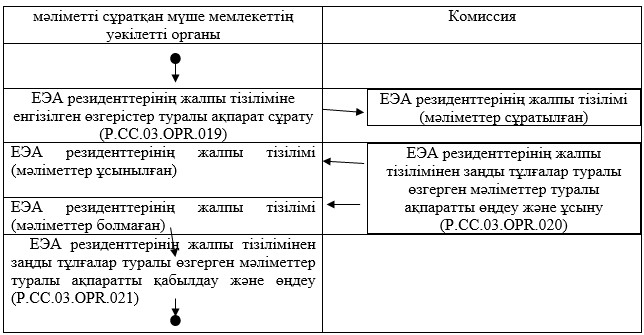 мәліметті сұратқан мүше мемлекеттің
уәкілетті органы
Комиссия
ЕЭА резиденттерінің жалпы тізіліміне
енгізілген өзгерістер туралы ақпарат сұрату
(P.CC.03.OPR.019)
ЕЭА резиденттерінің жалпы тізілімі
(мәліметтер сұратылған)
ЕЭА резиденттерінің жалпы тізілімі
(мәліметтер ұсынылған)
ЕЭА резиденттерінің жалпы
тізілімінен заңды тұлғалар туралы
өзгерген мәліметтер туралы
ақпаратты өңдеу және ұсыну
(P.CC.03.OPR.020)
ЕЭА резиденттерінің жалпы тізілімі
(мәліметтер болмаған)
ЕЭА резиденттерінің жалпы тізілімінен
заңды тұлғалар туралы өзгерген мәліметтер
туралы ақпаратты қабылдау және өңдеу
(P.CC.03.OPR.021)